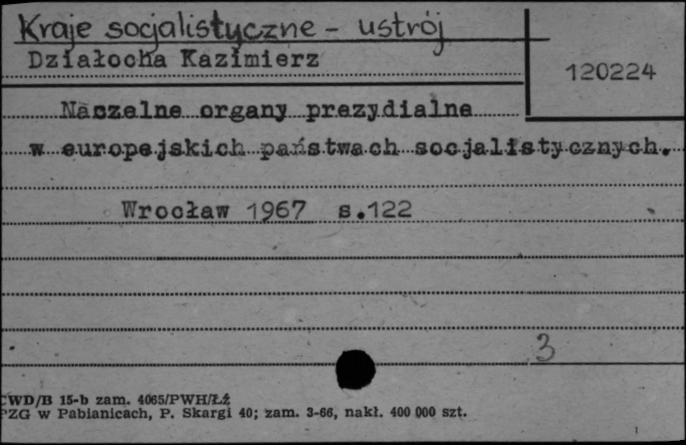 Kraje socjalistyczne - ustrój
Działocha Kazimierz
120224
Naczelne organy prezydialne
w europejskich państwach socjalistycznych.
Wrocław 1967 s.122
3
CWD/B 15-b zam. 4065/PWH/Łź
PZG w Pabianicach, P. Skargi 40; zam. 3-66, nakł. 400 000 szt.